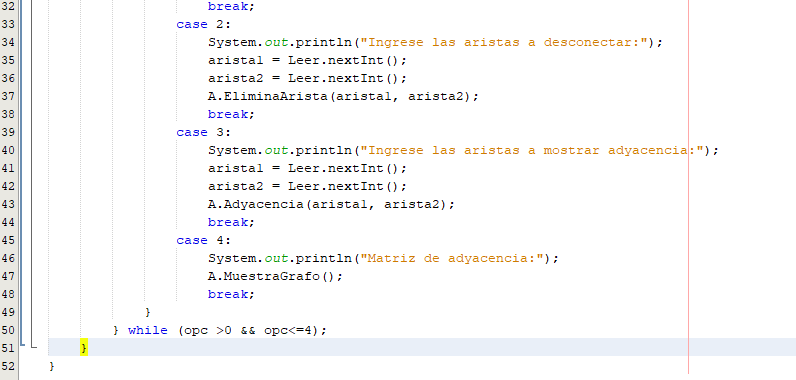 32 break;
33 case 2:
34 System.out.println("Ingrese las aristas a desconectar:");
35 arista1 = Leer.nextInt();
36 arista2 = Leer.nextInt();
37 A.EliminaArista(arista1, arista2);
38 break;
39 case 3:
40 System.out.println("Ingrese las aristas a mostrar adyacencia:");
41 arista1 = Leer.nextInt();
42 arista2 = Leer.nextInt();
43 A.Adyacencia(arista1, arista2);
44 break;
45 case 4:
46 System.out.println("Matriz de adyacencia:");
47 A.MuestraGrafo();
48 break;
49 }
50 } while (opc >0 && opc<=4);
51 }
52 }